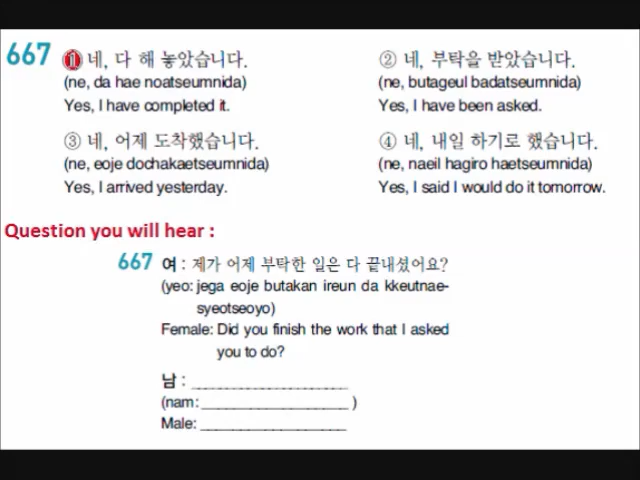 667 ① 네, 다 해 놓았습니다.
(ne, da hae noatseumnida)
Yes, I have completed it.
② 네, 부탁을 받았습니다.
(ne, butageul badatseumnida)
Yes, I have been asked.
③ 네, 어제 도착했습니다.
(ne, eoje dochakaetseumnida)
Yes, I arrived yesterday.
④ 네, 내일 하기로 했습니다.
(ne, naeil hagiro haetseumnida)
Yes, I said I would do it tomorrow.
Question you will hear :
667 여 : 제가 어제 부탁한 일은 다 끝내셨어요?
(yeo: jega eoje butakan ireun da kkeutnae-
syeotseoyo)
Female: Did you finish the work that I asked
you to do?
남 : ____________________
(nam: ____________________ )
Male: ____________________